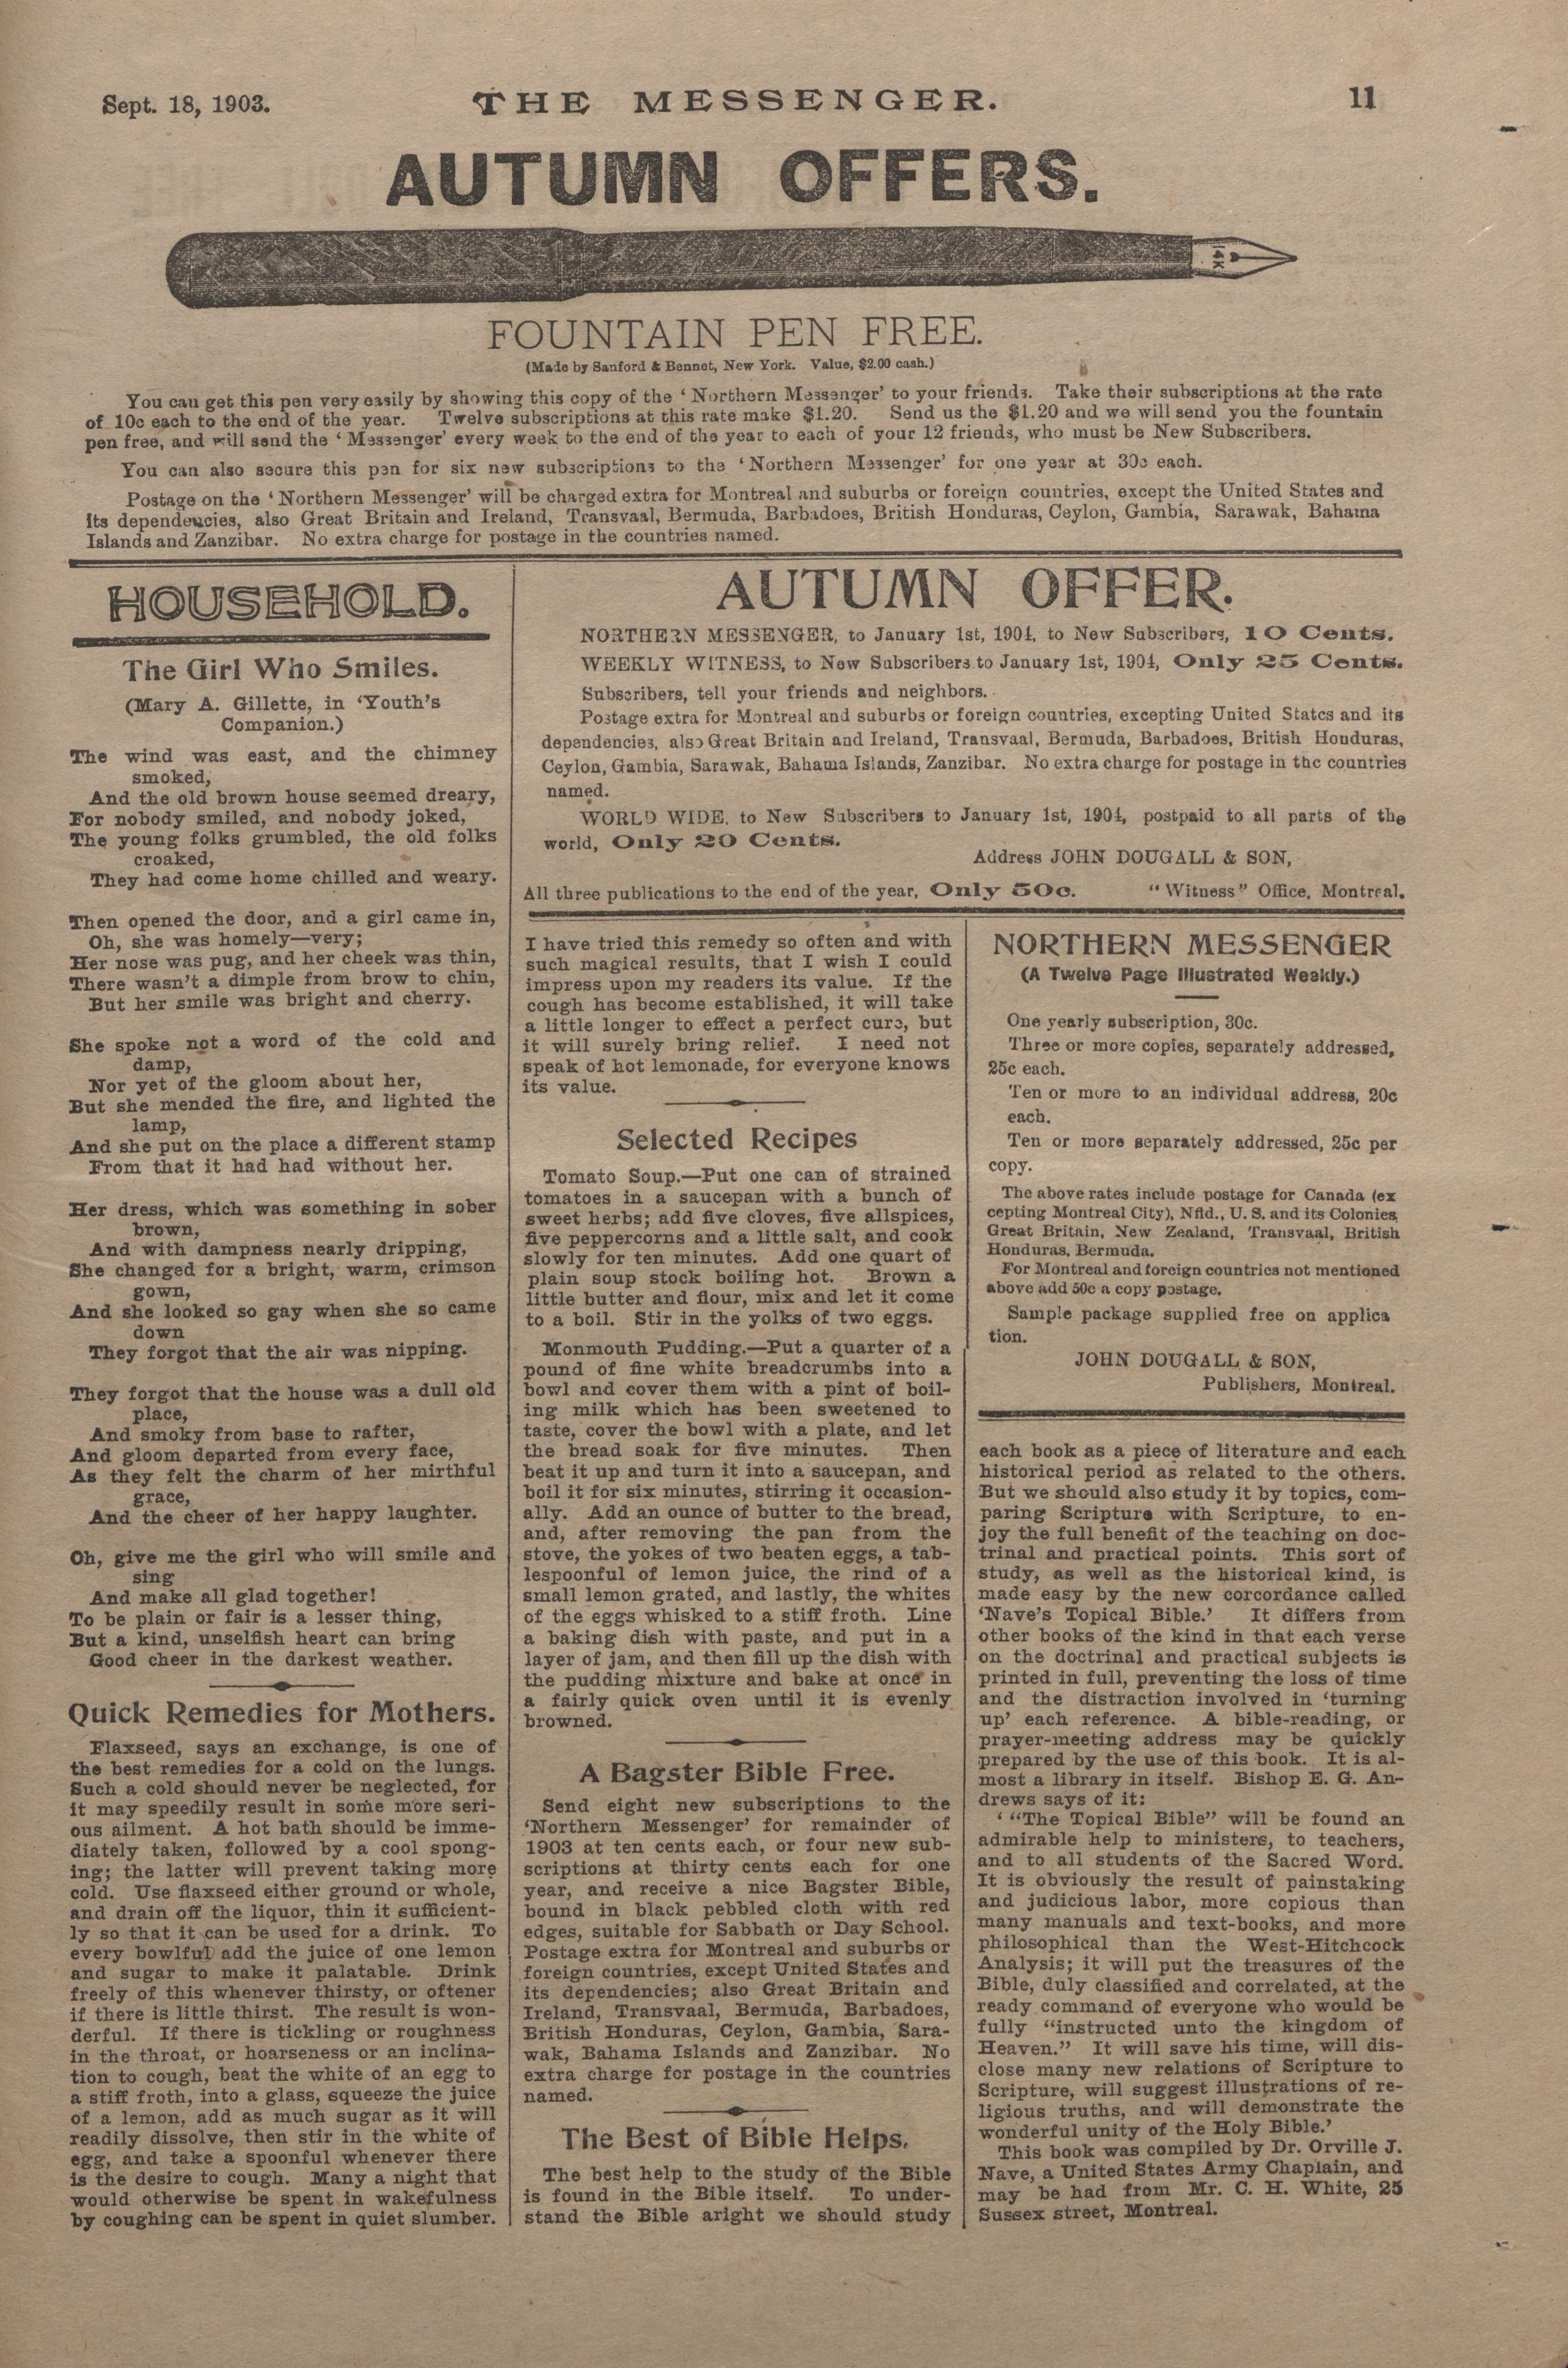 Sept. 18, 1903.
THE MESSENGER.
11
AUTUMN OFFERS.
14K
FOUNTAIN PEN FREE.
(Made by Sanford & Bennet, New York. Value, $2.00 cash.)
You can get this pen very easily by showing this copy of the 'Northern Messenger' to your friends. Take their subscriptions at the rate
of 10c each to the end of the year. Twelve subscriptions at this rate make $1.20. Send us the $1.20 and we will send you the fountain
pen free, and will send the 'Messenger' every week to the end of the year to each of your 12 friends, who must be New Subscribers.
You can also secure this pen for six new subscriptions to the 'Northern Messenger' for one year at 30c each.
Postage on the 'Northern Messenger' will be charged extra for Montreal and suburbs or foreign countries, except the United States and
its dependencies, also Great Britain and Ireland, Transvaal, Bermuda, Barbadoes, British Honduras, Ceylon, Gambia, Sarawak, Bahama
Islands and Zanzibar. No extra charge for postage in the countries named.
HOUSEHOLD.
The Girl Who Smiles.
(Mary A. Gillette, in 'Youth's
Companion.)
The wind was east, and the chimney
smoked,
And the old brown house seemed dreary,
For nobody smiled, and nobody joked,
The young folks grumbled, the old folks
croaked,
They had come home chilled and weary.
Then opened the door, and a girl came in,
Oh, she was homely—very;
Her nose was pug, and her cheek was thin,
There wasn't a dimple from brow to chin,
But her smile was bright and cherry.
She spoke not a word of the cold and
damp,
Nor yet of the gloom about her,
But she mended the fire, and lighted the
lamp,
And she put on the place a different stamp
From that it had had without her.
Her dress, which was something in sober
brown,
And with dampness nearly dripping,
She changed for a bright, warm, crimson
gown,
And she looked so gay when she so came
down
They forgot that the air was nipping.
They forgot that the house was a dull old
place,
And smoky from base to rafter,
And gloom departed from every face,
As they felt the charm of her mirthful
grace,
And the cheer of her happy laughter.
Oh, give me the girl who will smile and
sing
And make all glad together!
To be plain or fair is a lesser thing,
But a kind, unselfish heart can bring
Good cheer in the darkest weather.
Quick Remedies for Mothers.
Flaxseed, says an exchange, is one of
the best remedies for a cold on the lungs.
Such a cold should never be neglected, for
it may speedily result in some more seri-
ous ailment. A hot bath should be imme-
diately taken, followed by a cool spong-
ing; the latter will prevent taking more
cold. Use flaxseed either ground or whole,
and drain off the liquor, thin it sufficient-
ly so that it can be used for a drink. To
every bowlful add the juice of one lemon
and sugar to make it palatable. Drink
freely of this whenever thirsty, or oftener
if there is little thirst. The result is won-
derful. If there is tickling or roughness
in the throat, or hoarseness or an inclina-
tion to cough, beat the white of an egg to
a stiff froth, into a glass, squeeze the juice
of a lemon, add as much sugar as it will
readily dissolve, then stir in the white of
egg, and take a spoonful whenever there
is the desire to cough. Many a night that
would otherwise be spent in wakefulness
by coughing can be spent in quiet slumber.
AUTUMN OFFER.
NORTHERN MESSENGER, to January 1st, 1904, to New Subscribers, 10 Cents.
WEEKLY WITNESS, to New Subscribers to January 1st, 1904, Only 25 Cents.
Subscribers, tell your friends and neighbors.
Postage extra for Montreal and suburbs or foreign countries, excepting United States and its
dependencies, also Great Britain and Ireland, Transvaal, Bermuda, Barbadoes, British Honduras,
Ceylon, Gambia, Sarawak, Bahama Islands, Zanzibar. No extra charge for postage in the countries
named.
WORLD WIDE, to New Subscribers to January 1st, 1904, postpaid to all parts of the
world, Only 20 Cents.
Address JOHN DOUGALL & SON,
All three publications to the end of the year, Only 50c. "Witness" Office, Montreal.
I have tried this remedy so often and with
such magical results, that I wish I could
impress upon my readers its value. If the
cough has become established, it will take
a little longer to effect a perfect cure, but
it will surely bring relief. I need not
speak of hot lemonade, for everyone knows
its value.
Selected Recipes
Tomato Soup.—Put one can of strained
tomatoes in a saucepan with a bunch of
sweet herbs; add five cloves, five allspices,
five peppercorns and a little salt, and cook
slowly for ten minutes. Add one quart of
plain soup stock boiling hot. Brown a
little butter and flour, mix and let it come
to a boil. Stir in the yolks of two eggs.
Monmouth Pudding.—Put a quarter of a
pound of fine white breadcrumbs into a
bowl and cover them with a pint of boil-
ing milk which has been sweetened to
taste, cover the bowl with a plate, and let
the bread soak for five minutes. Then
beat it up and turn it into a saucepan, and
boil it for six minutes, stirring it occasion-
ally. Add an ounce of butter to the bread,
and, after removing the pan from the
stove, the yokes of two beaten eggs, a tab-
lespoonful of lemon juice, the rind of a
small lemon grated, and lastly, the whites
of the eggs whisked to a stiff froth. Line
a baking dish with paste, and put in a
layer of jam, and then fill up the dish with
the pudding mixture and bake at once in
a fairly quick oven until it is evenly
browned.
A Bagster Bible Free.
Send eight new subscriptions to the
'Northern Messenger' for remainder of
1903 at ten cents each, or four new sub-
scriptions at thirty cents each for one
year, and receive a nice Bagster Bible,
bound in black pebbled cloth with red
edges, suitable for Sabbath or Day School.
Postage extra for Montreal and suburbs or
foreign countries, except United States and
its dependencies; also Great Britain and
Ireland, Transvaal, Bermuda, Barbadoes,
British Honduras, Ceylon, Gambia, Sara-
wak, Bahama Islands and Zanzibar. No
extra charge for postage in the countries
named.
The Best of Bible Helps.
The best help to the study of the Bible
is found in the Bible itself. To under-
stand the Bible aright we should study
NORTHERN MESSENGER
(A Twelve Page Illustrated Weekly.)
One yearly subscription, 30c.
Three or more copies, separately addressed,
25c each.
Ten or more to an individual address, 20c
each.
Ten or more separately addressed, 25c per
copy.
The above rates include postage for Canada (ex
cepting Montreal City), Nfld., U. S. and its Colonies,
Great Britain, New Zealand, Transvaal, British
Honduras, Bermuda.
For Montreal and foreign countries not mentioned
above add 50c a copy postage.
Sample package supplied free on applica
tion.
JOHN DOUGALL & SON,
Publishers, Montreal.
each book as a piece of literature and each
historical period as related to the others.
But we should also study it by topics, com-
paring Scripture with Scripture, to en-
joy the full benefit of the teaching on doc-
trinal and practical points. This sort of
study, as well as the historical kind, is
made easy by the new corcordance called
'Nave's Topical Bible.' It differs from
other books of the kind in that each verse
on the doctrinal and practical subjects is
printed in full, preventing the loss of time
and the distraction involved in 'turning
up' each reference. A bible-reading, or
prayer-meeting address may be quickly
prepared by the use of this book. It is al-
most a library in itself. Bishop E. G. An-
drews says of it:
'"The Topical Bible" will be found an
admirable help to ministers, to teachers,
and to all students of the Sacred Word.
It is obviously the result of painstaking
and judicious labor, more copious than
many manuals and text-books, and more
philosophical than the West-Hitchcock
Analysis; it will put the treasures of the
Bible, duly classified and correlated, at the
ready command of everyone who would be
fully "instructed unto the kingdom of
Heaven." It will save his time, will dis-
close many new relations of Scripture to
Scripture, will suggest illustrations of re-
ligious truths, and will demonstrate the
wonderful unity of the Holy Bible.'
This book was compiled by Dr. Orville J.
Nave, a United States Army Chaplain, and
may be had from Mr. C. H. White, 25
Sussex street, Montreal.